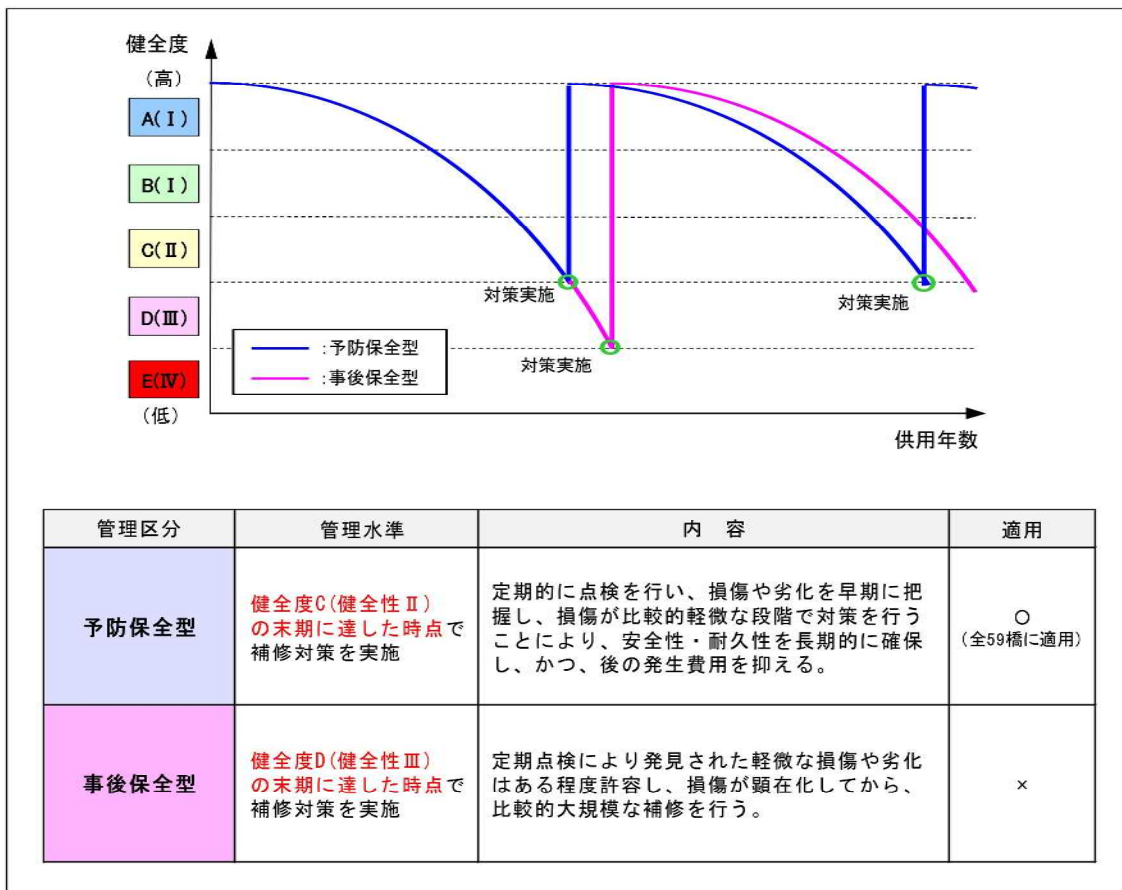 健全度
(高)
A(Ⅰ)
B(Ⅰ)
C(Ⅱ)
D(Ⅲ)
E(Ⅳ)
(低)
対策実施
対策実施
対策実施
:予防保全型
:事後保全型
供用年数
管理区分
管理水準
内 容
適用
予防保全型
健全度C(健全性Ⅱ)
の末期に達した時点で
補修対策を実施
定期的に点検を行い、損傷や劣化を早期に把
握し、損傷が比較的軽微な段階で対策を行う
ことにより、安全性・耐久性を長期的に確保
し、かつ、後の発生費用を抑える。
○
(全59橋に適用)
事後保全型
健全度D(健全性Ⅲ)
の末期に達した時点で
補修対策を実施
定期点検により発見された軽微な損傷や劣化
はある程度許容し、損傷が顕在化してから、
比較的大規模な補修を行う。
×